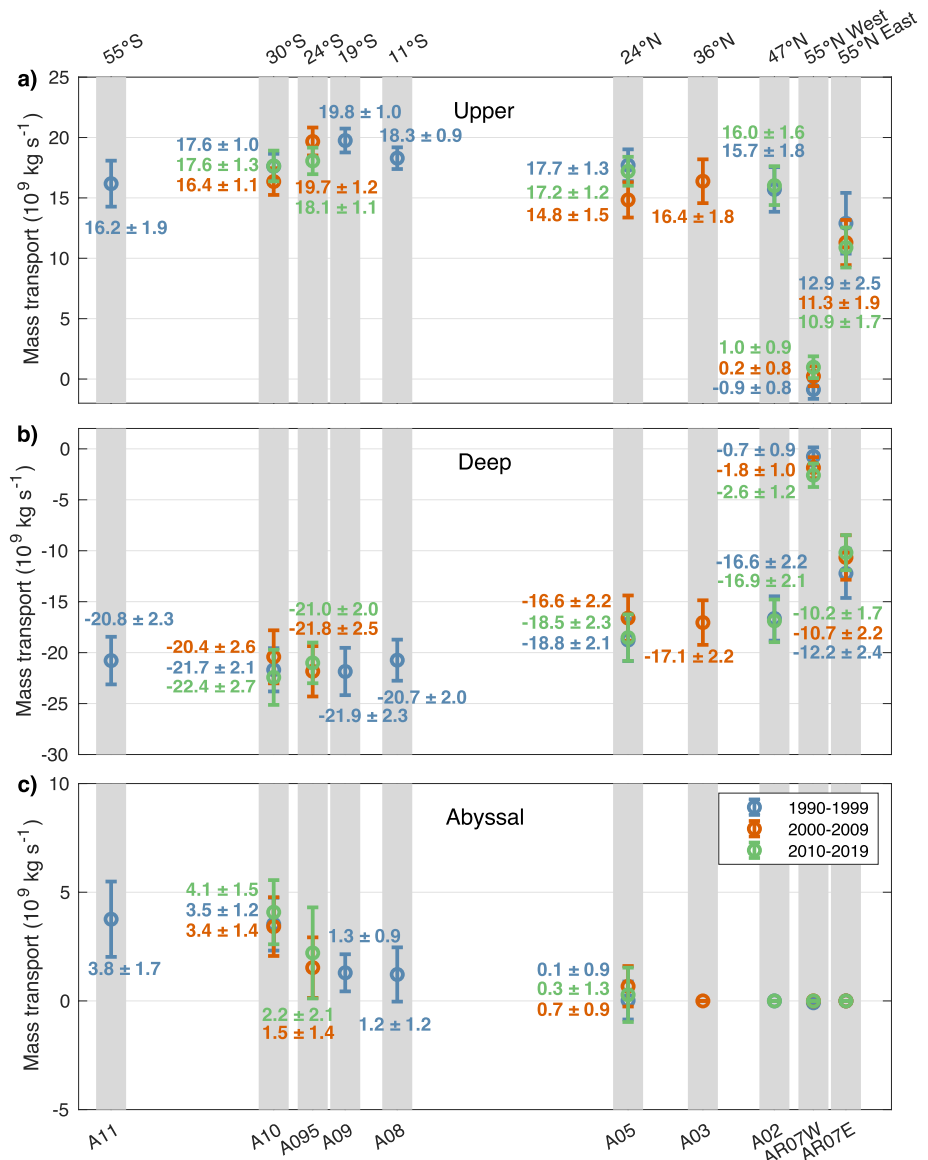 55°S 30°S 24°S 19°S 11°S 24°N 36°N 47°N 55°N West 55°N East
a)
Upper
Mass transport (10⁹ kg s⁻¹)
25
20
15
10
5
0
16.2 ± 1.9
17.6 ± 1.0
17.6 ± 1.3
16.4 ± 1.1
19.7 ± 1.2
18.1 ± 1.1
19.8 ± 1.0
18.3 ± 0.9
17.7 ± 1.3
17.2 ± 1.2
14.8 ± 1.5
16.4 ± 1.8
16.0 ± 1.6
15.7 ± 1.8
1.0 ± 0.9
0.2 ± 0.8
-0.9 ± 0.8
12.9 ± 2.5
11.3 ± 1.9
10.9 ± 1.7
b)
Deep
Mass transport (10⁹ kg s⁻¹)
0
-5
-10
-15
-20
-25
-30
-20.8 ± 2.3
-20.4 ± 2.6
-21.7 ± 2.1
-22.4 ± 2.7
-21.0 ± 2.0
-21.8 ± 2.5
-21.9 ± 2.3
-20.7 ± 2.0
-16.6 ± 2.2
-18.5 ± 2.3
-18.8 ± 2.1
-17.1 ± 2.2
-16.6 ± 2.2
-16.9 ± 2.1
-0.7 ± 0.9
-1.8 ± 1.0
-2.6 ± 1.2
-10.2 ± 1.7
-10.7 ± 2.2
-12.2 ± 2.4
c)
Abyssal
Mass transport (10⁹ kg s⁻¹)
10
5
0
-5
3.8 ± 1.7
4.1 ± 1.5
3.5 ± 1.2
3.4 ± 1.4
2.2 ± 2.1
1.5 ± 1.4
1.3 ± 0.9
1.2 ± 1.2
0.1 ± 0.9
0.3 ± 1.3
0.7 ± 0.9
1990-1999
2000-2009
2010-2019
A11 A10 A095 A09 A08 A05 A03 A02 AR07W AR07E